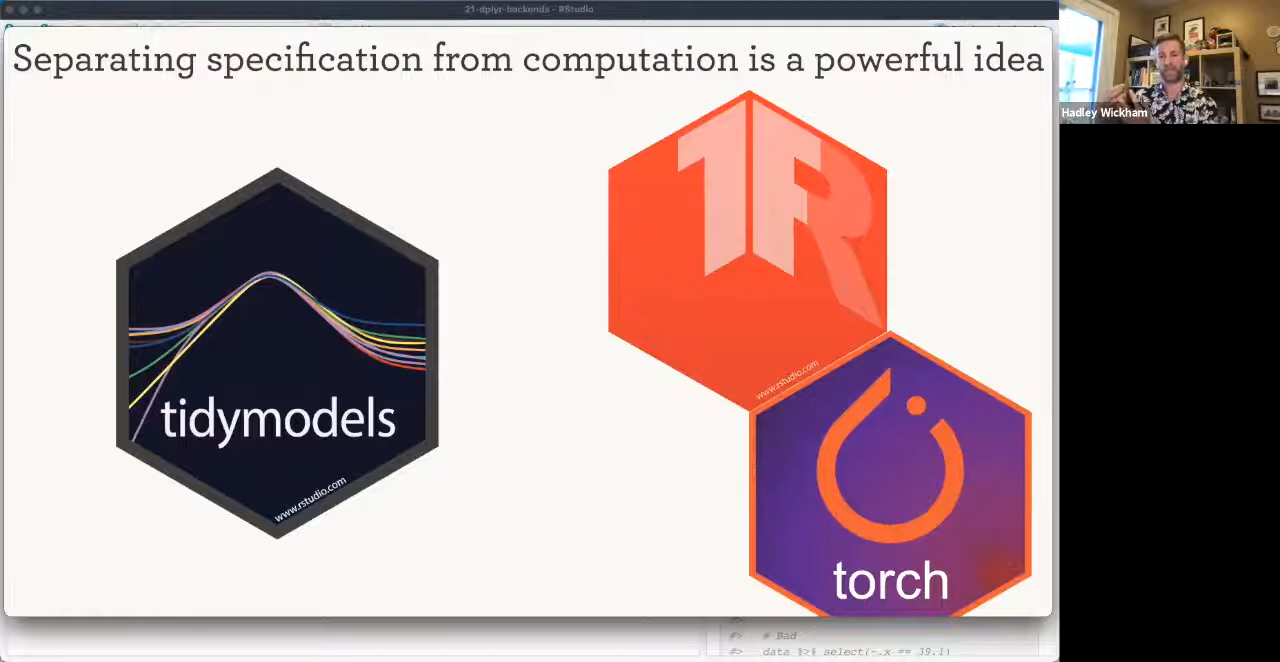 21-dplyr-backends - RStudio
Separating specification from computation is a powerful idea
Hadley Wickham
TFR
www.rstudio.com
tidymodels
www.rstudio.com
torch
#> # Bad
#> data %>% select(-.x == 39.1)